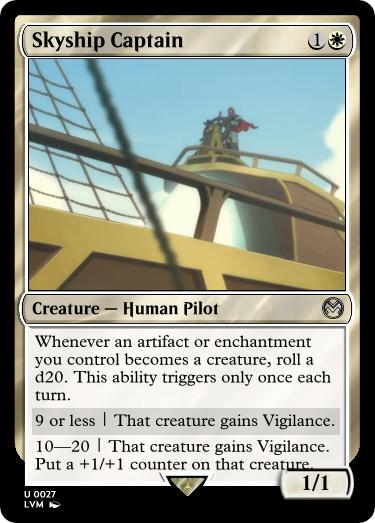 Skyship Captain 1
Creature — Human Pilot
Whenever an artifact or enchantment
you control becomes a creature, roll a
d20. This ability triggers only once each
turn.
9 or less | That creature gains Vigilance.
10—20 | That creature gains Vigilance.
Put a +1/+1 counter on that creature.
1/1
U 0027
LVM